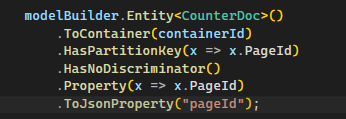 modelBuilder.Entity<CounterDoc>()
.ToContainer(containerId)
.HasPartitionKey(x => x.PageId)
.HasNoDiscriminator()
.Property(x => x.PageId)
.ToJsonProperty("pageId");